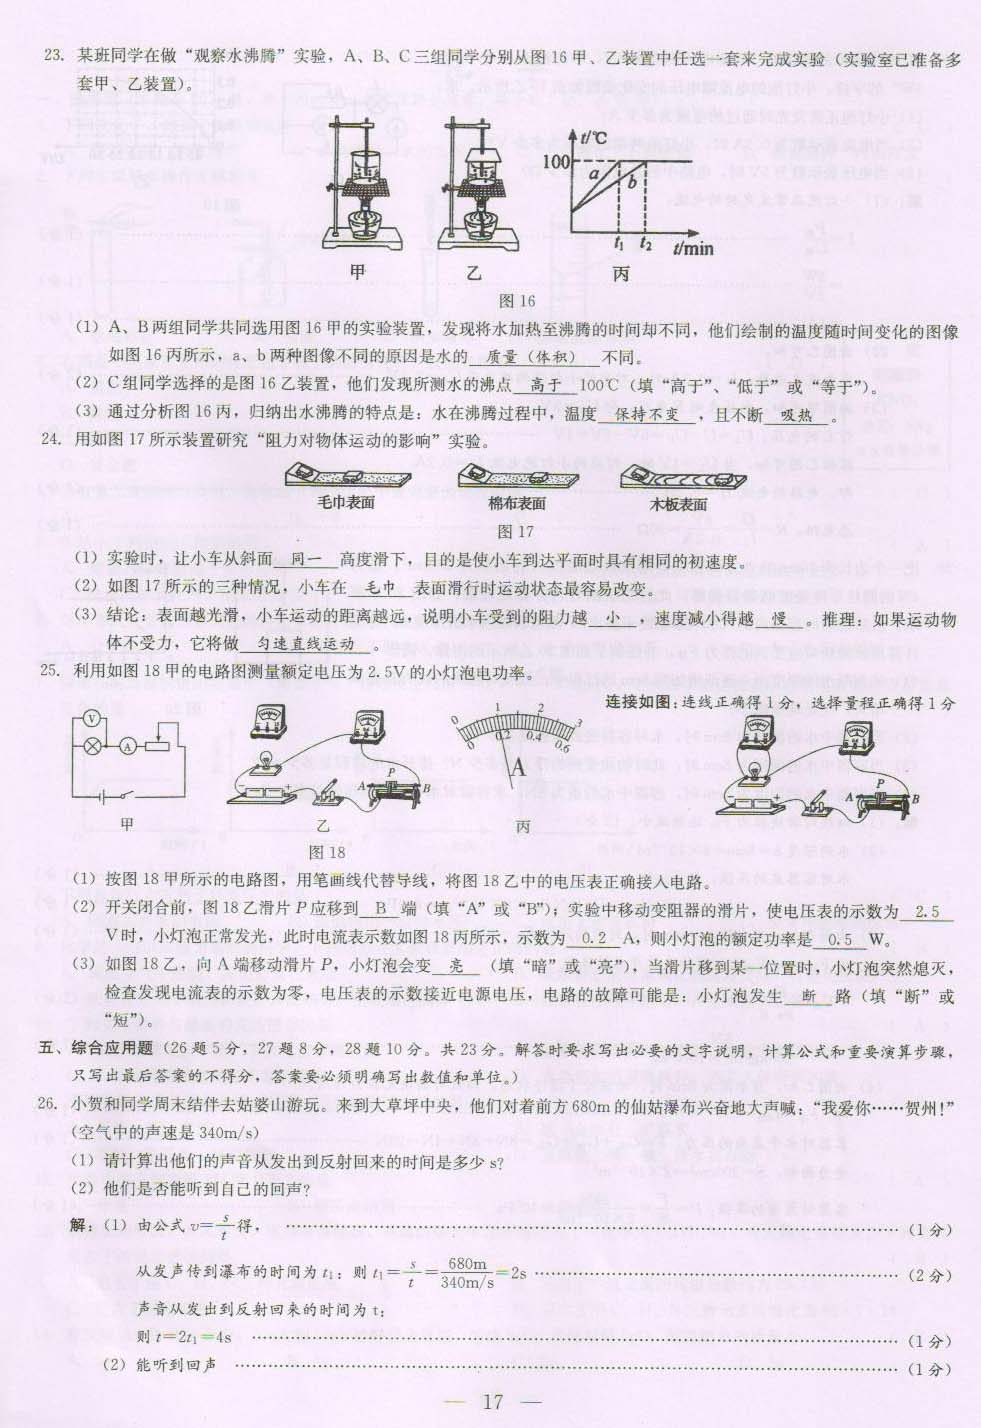 23. 某班同学在做“观察水沸腾”实验，A、B、C三组同学分别从图16甲、乙装置中任选一套来完成实验（实验室已准备多
套甲、乙装置）。
t/℃
100
a
b
t1 t2 t/min
甲 乙 丙
图16
(1) A、B两组同学共同选用图16甲的实验装置，发现将水加热至沸腾的时间却不同，他们绘制的温度随时间变化的图像
如图16丙所示，a、b两种图像不同的原因是水的 质量（体积） 不同。
(2) C组同学选择的是图16乙装置，他们发现所测水的沸点 高于 100℃（填“高于”、“低于”或“等于”）。
(3) 通过分析图16丙，归纳出水沸腾的特点是：水在沸腾过程中，温度 保持不变 ，且不断 吸热 。
24. 用如图17所示装置研究“阻力对物体运动的影响”实验。
毛巾表面 棉布表面 木板表面
图17
(1) 实验时，让小车从斜面 同一 高度滑下，目的是使小车到达平面时具有相同的初速度。
(2) 如图17所示的三种情况，小车在 毛巾 表面滑行时运动状态最容易改变。
(3) 结论：表面越光滑，小车运动的距离越远，说明小车受到的阻力越 小 ，速度减小得越 慢 。推理：如果运动物
体不受力，它将做 匀速直线运动 。
25. 利用如图18甲的电路图测量额定电压为2.5V的小灯泡电功率。
连接如图：连线正确得1分，选择量程正确得1分
V
A
P
A B
0 1 2 3
0 0.2 0.4 0.6
A
P
A B
甲 乙 丙
图18
(1) 按图18甲所示的电路图，用笔画线代替导线，将图18乙中的电压表正确接入电路。
(2) 开关闭合前，图18乙滑片P应移到 B 端（填“A”或“B”）；实验中移动变阻器的滑片，使电压表的示数为 2.5
V时，小灯泡正常发光，此时电流表示数如图18丙所示，示数为 0.2 A，则小灯泡的额定功率是 0.5 W。
(3) 如图18乙，向A端移动滑片P，小灯泡会变 亮 （填“暗”或“亮”），当滑片移到某一位置时，小灯泡突然熄灭，
检查发现电流表的示数为零，电压表的示数接近电源电压，电路的故障可能是：小灯泡发生 断 路（填“断”或
“短”）。
五、综合应用题（26题5分，27题8分，28题10分。共23分。解答时要求写出必要的文字说明，计算公式和重要演算步骤，
只写出最后答案的不得分，答案要必须明确写出数值和单位。）
26. 小贺和同学周末结伴去姑婆山游玩。来到大草坪中央，他们对着前方680m的仙姑瀑布兴奋地大声喊：“我爱你……贺州！”
（空气中的声速是340m/s）
(1) 请计算出他们的声音从发出到反射回来的时间是多少s？
(2) 他们是否能听到自己的回声？
解：(1) 由公式 v=s/t 得， …………（1分）
从发声传到瀑布的时间为t1：则 t1=s/t=680m/340m/s=2s …………（2分）
声音从发出到反射回来的时间为t：
则 t=2t1=4s …………（1分）
(2) 能听到回声 …………（1分）
— 17 —